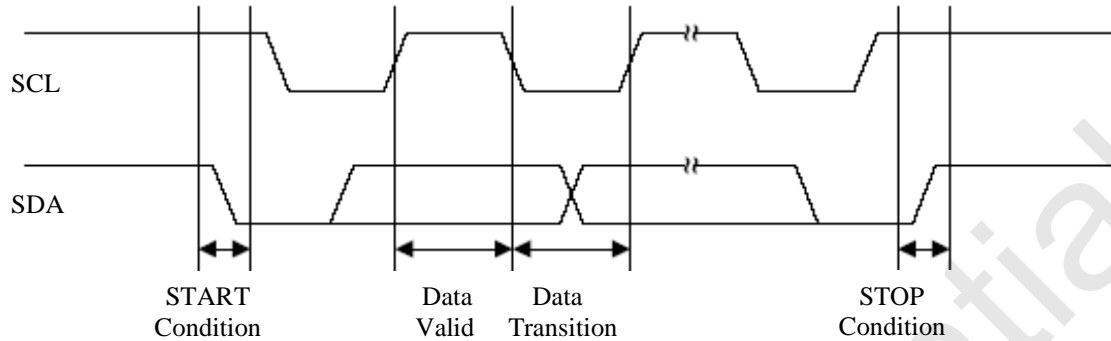 SCL
SDA
START
Condition
Data
Valid
Data
Transition
STOP
Condition